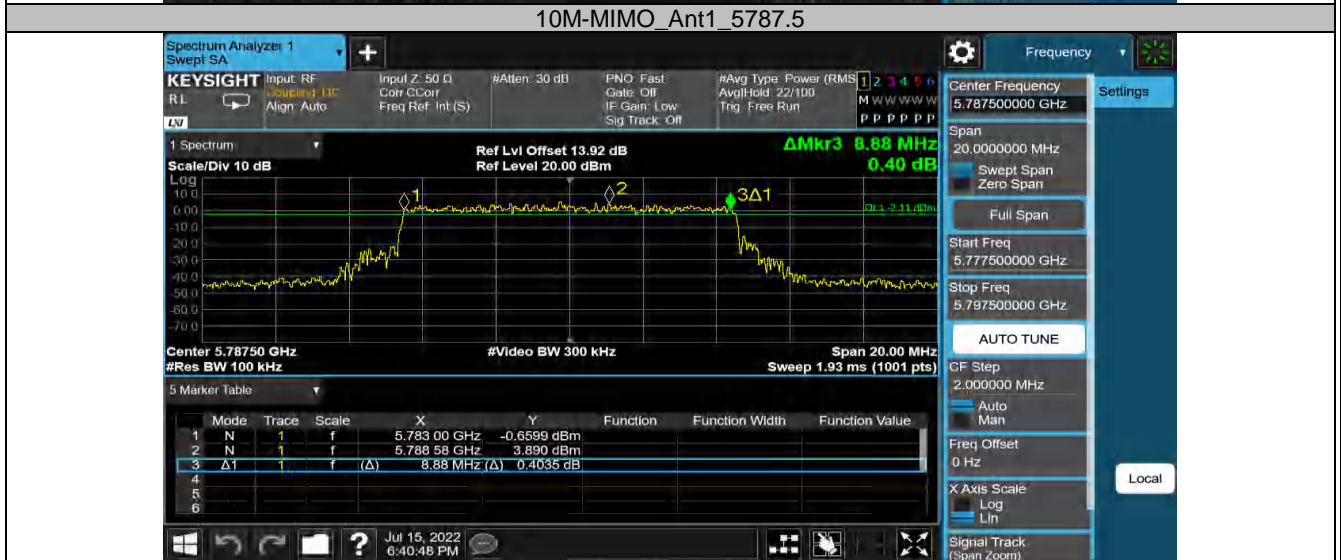 10M-MIMO_Ant1_5787.5
Spectrum Analyzer 1
Swept SA
Frequency
KEYSIGHT
RL
LXI
Input: RF
Coupling: DC
Align: Auto
Input Z: 50 Ω
Corr CCorr
Freq Ref: Int (S)
#Atten: 30 dB
PNO: Fast
Gate: Off
IF Gain: Low
Sig Track: Off
#Avg Type: Power (RMS
Avg|Hold: 22/100
Trig: Free Run
1 2 3 4 5 6
M W W W W W
P P P P P P
Center Frequency
5.787500000 GHz
Settings
Span
20.0000000 MHz
Swept Span
Zero Span
Full Span
Start Freq
5.777500000 GHz
Stop Freq
5.797500000 GHz
AUTO TUNE
CF Step
2.000000 MHz
Auto
Man
Freq Offset
0 Hz
X Axis Scale
Log
Lin
Local
Signal Track
(Span Zoom)
1 Spectrum
Scale/Div 10 dB
Ref Lvl Offset 13.92 dB
Ref Level 20.00 dBm
ΔMkr3 8.88 MHz
0.40 dB
Log
10.0
0.00
-10.0
-20.0
-30.0
-40.0
-50.0
-60.0
-70.0
1
2
3Δ1
DL1 -2.11 dBm
Center 5.78750 GHz
#Video BW 300 kHz
Span 20.00 MHz
#Res BW 100 kHz
Sweep 1.93 ms (1001 pts)
5 Marker Table
Mode Trace Scale X Y Function Function Width Function Value
1 N 1 f 5.783 00 GHz -0.6599 dBm
2 N 1 f 5.788 58 GHz 3.890 dBm
3 Δ1 1 f (Δ) 8.88 MHz (Δ) 0.4035 dB
4
5
6
?
Jul 15, 2022
6:40:48 PM